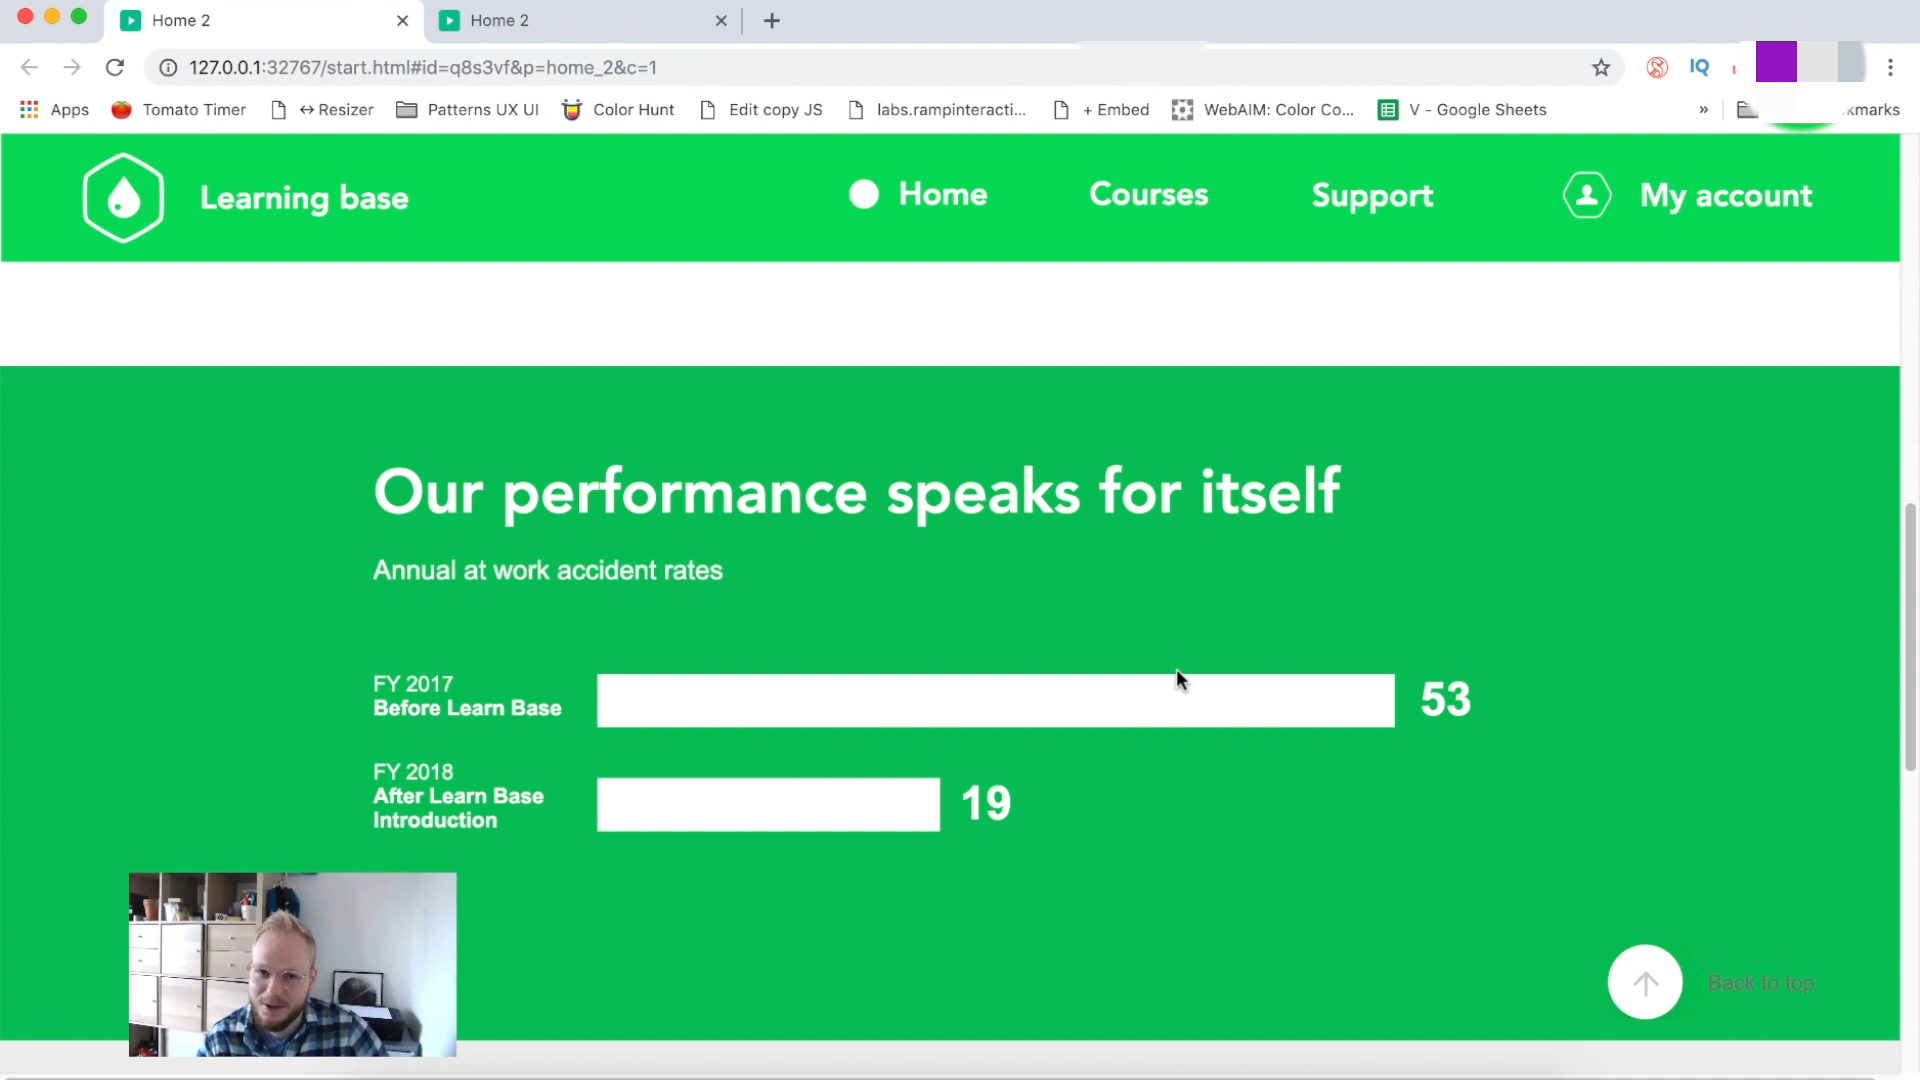 Home 2
Home 2
127.0.0.1:32767/start.html#id=q8s3vf&p=home_2&c=1
IQ
Apps
Tomato Timer
↔Resizer
Patterns UX UI
Color Hunt
Edit copy JS
labs.rampinteracti...
+ Embed
WebAIM: Color Co...
V - Google Sheets
»
kmarks
Learning base
Home
Courses
Support
My account
Our performance speaks for itself
Annual at work accident rates
FY 2017
Before Learn Base
53
FY 2018
After Learn Base
Introduction
19
Back to top